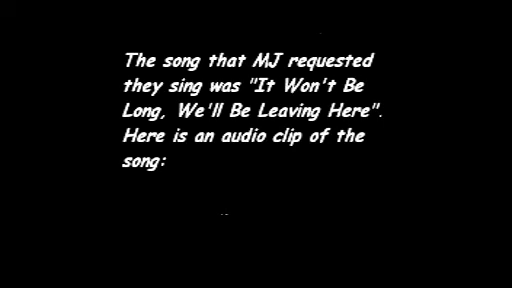 The song that MJ requested
they sing was "It Won't Be
Long, We'll Be Leaving Here".
Here is an audio clip of the
song: